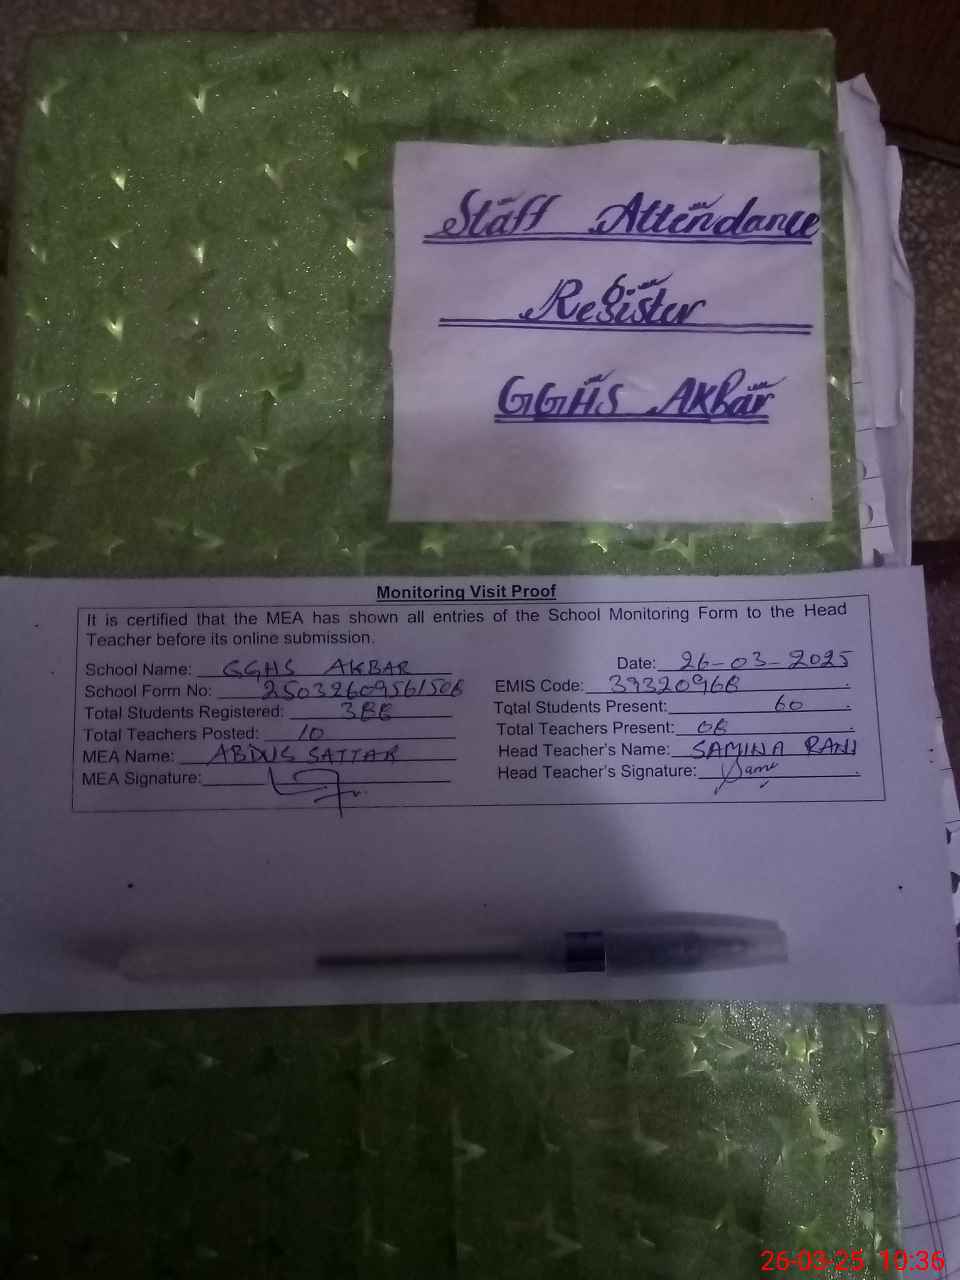 Staff Attendance
Register
GGHS Akbar
Monitoring Visit Proof
It is certified that the MEA has shown all entries of the School Monitoring Form to the Head
Teacher before its online submission.
School Name: GGHS AKBAR Date: 26-03-2025
School Form No: EMIS Code: 39320968
Total Students Registered: 388 Total Students Present: 60
Total Teachers Posted: 10 Total Teachers Present: 08
MEA Name: ABDUS SATTAR Head Teacher's Name: SAMINA RANI
MEA Signature: Head Teacher's Signature:
26-03-25 10:36